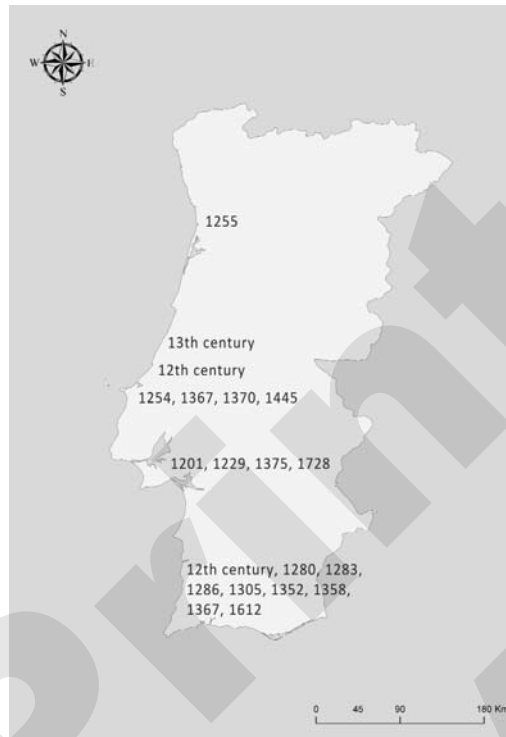 N
W E
S
1255
13th century
12th century
1254, 1367, 1370, 1445
1201, 1229, 1375, 1728
12th century, 1280, 1283,
1286, 1305, 1352, 1358,
1367, 1612
0 45 90 180 Km